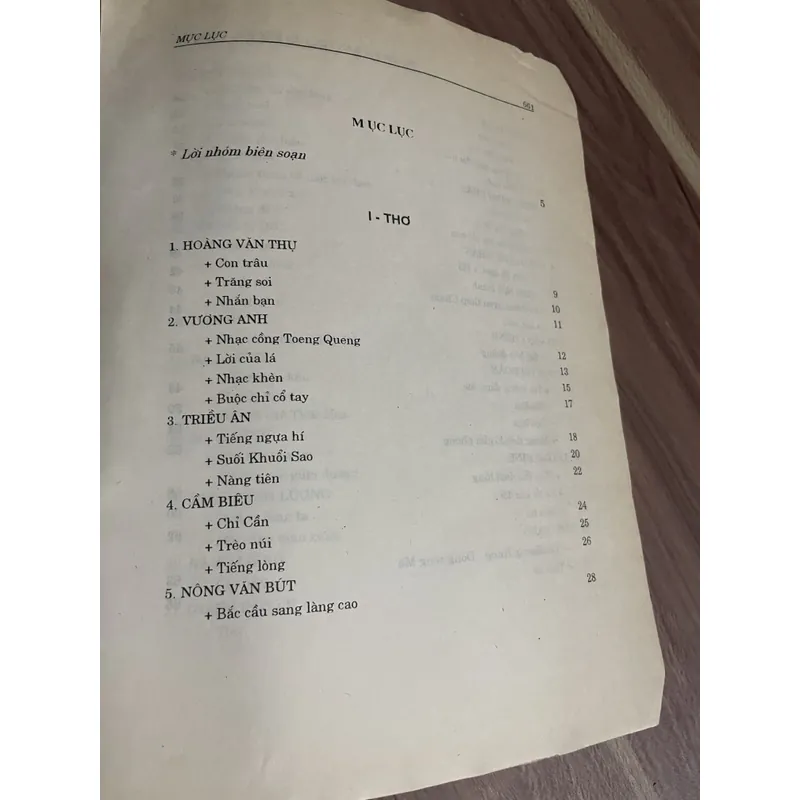 MỤC LỤC
661
MỤC LỤC
* Lời nhóm biên soạn 5
I - THƠ
1. HOÀNG VĂN THỤ
+ Con trâu 9
+ Trăng soi 10
+ Nhắn bạn 11
2. VƯƠNG ANH
+ Nhạc cồng Toeng Queng 12
+ Lời của lá 13
+ Nhạc khèn 15
+ Buộc chỉ cổ tay 17
3. TRIỀU ÂN
+ Tiếng ngựa hí 18
+ Suối Khuổi Sao 20
+ Nàng tiên 22
4. CẦM BIÊU
+ Chỉ Cần 24
+ Trèo núi 25
+ Tiếng lòng 26
5. NÔNG VĂN BÚT
+ Bắc cầu sang làng cao 28